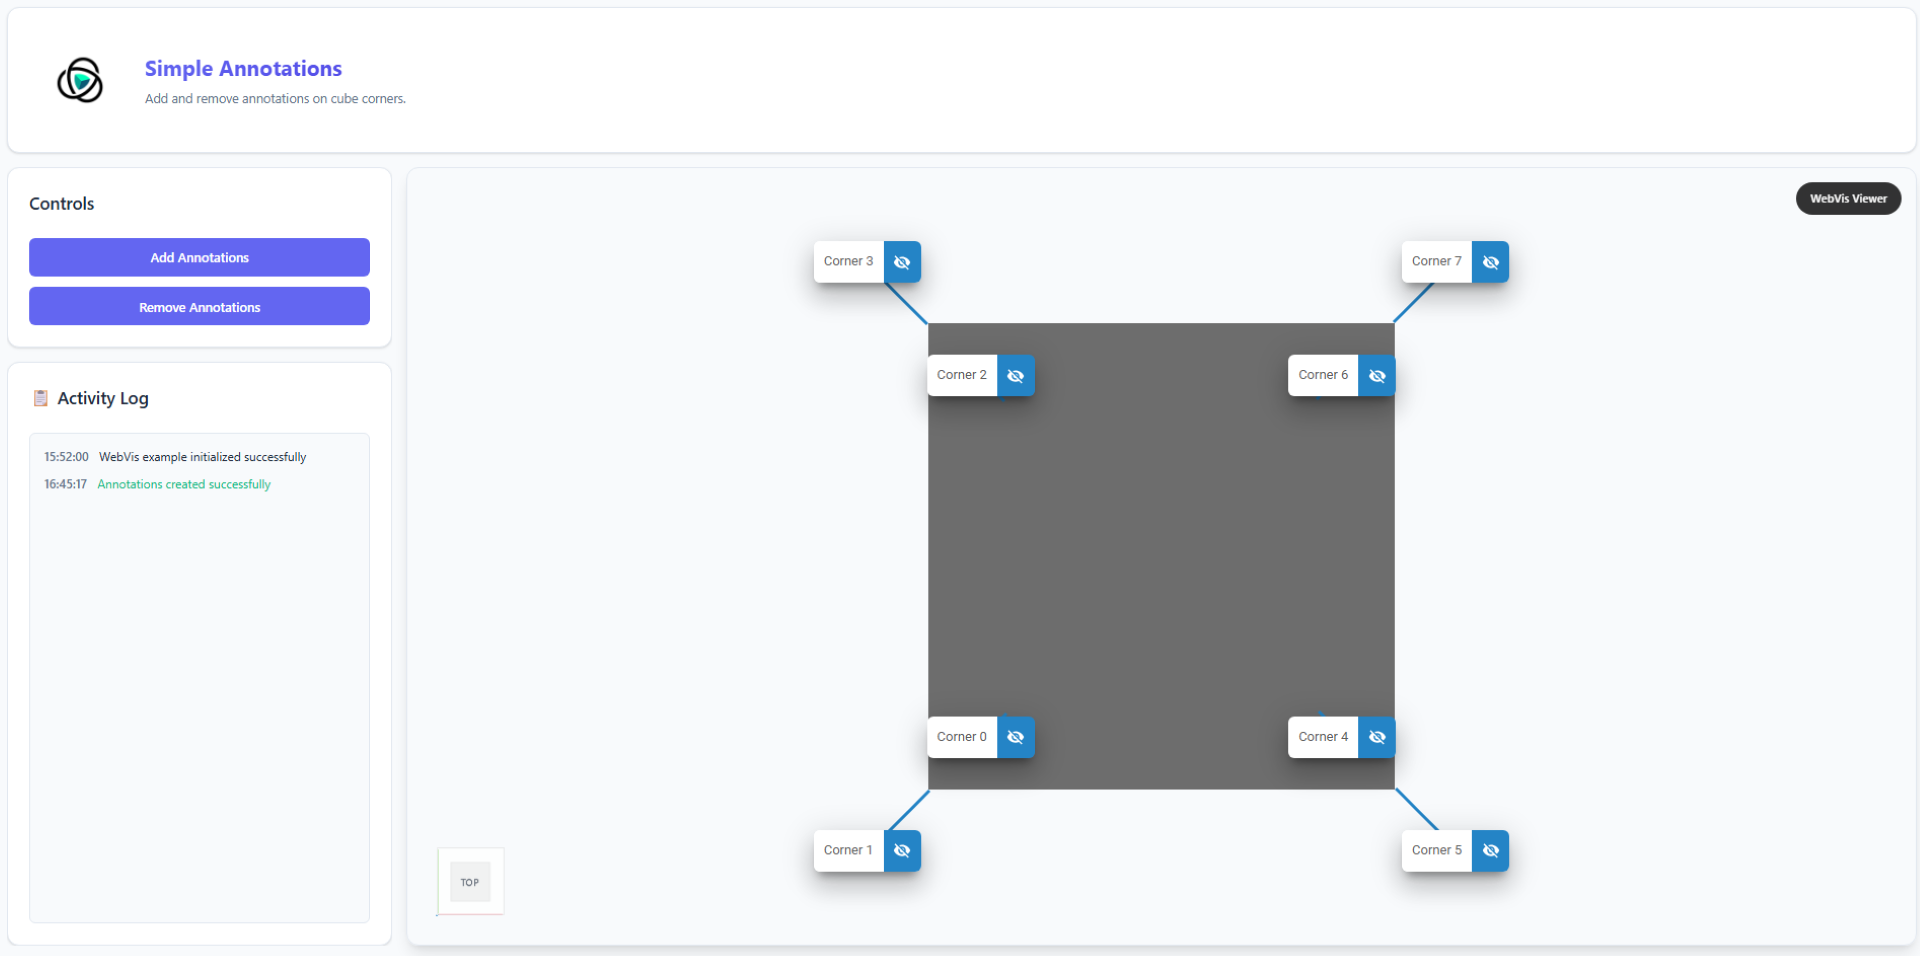 Simple Annotations
Add and remove annotations on cube corners.
Controls
Add Annotations
Remove Annotations
Activity Log
15:52:00 WebVis example initialized successfully
16:45:17 Annotations created successfully
WebVis Viewer
Corner 3
Corner 7
Corner 2
Corner 6
Corner 0
Corner 4
Corner 1
Corner 5
TOP